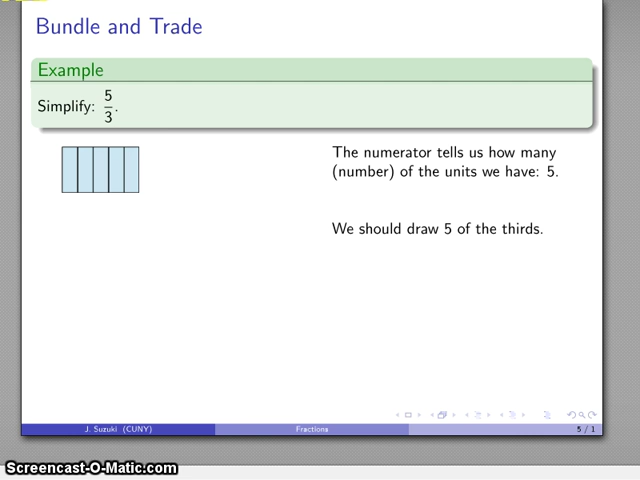 Bundle and Trade
Example
Simplify: 5/3.
The numerator tells us how many
(number) of the units we have: 5.
We should draw 5 of the thirds.
J. Suzuki (CUNY)
Fractions
5 / 1
Screencast-O-Matic.com